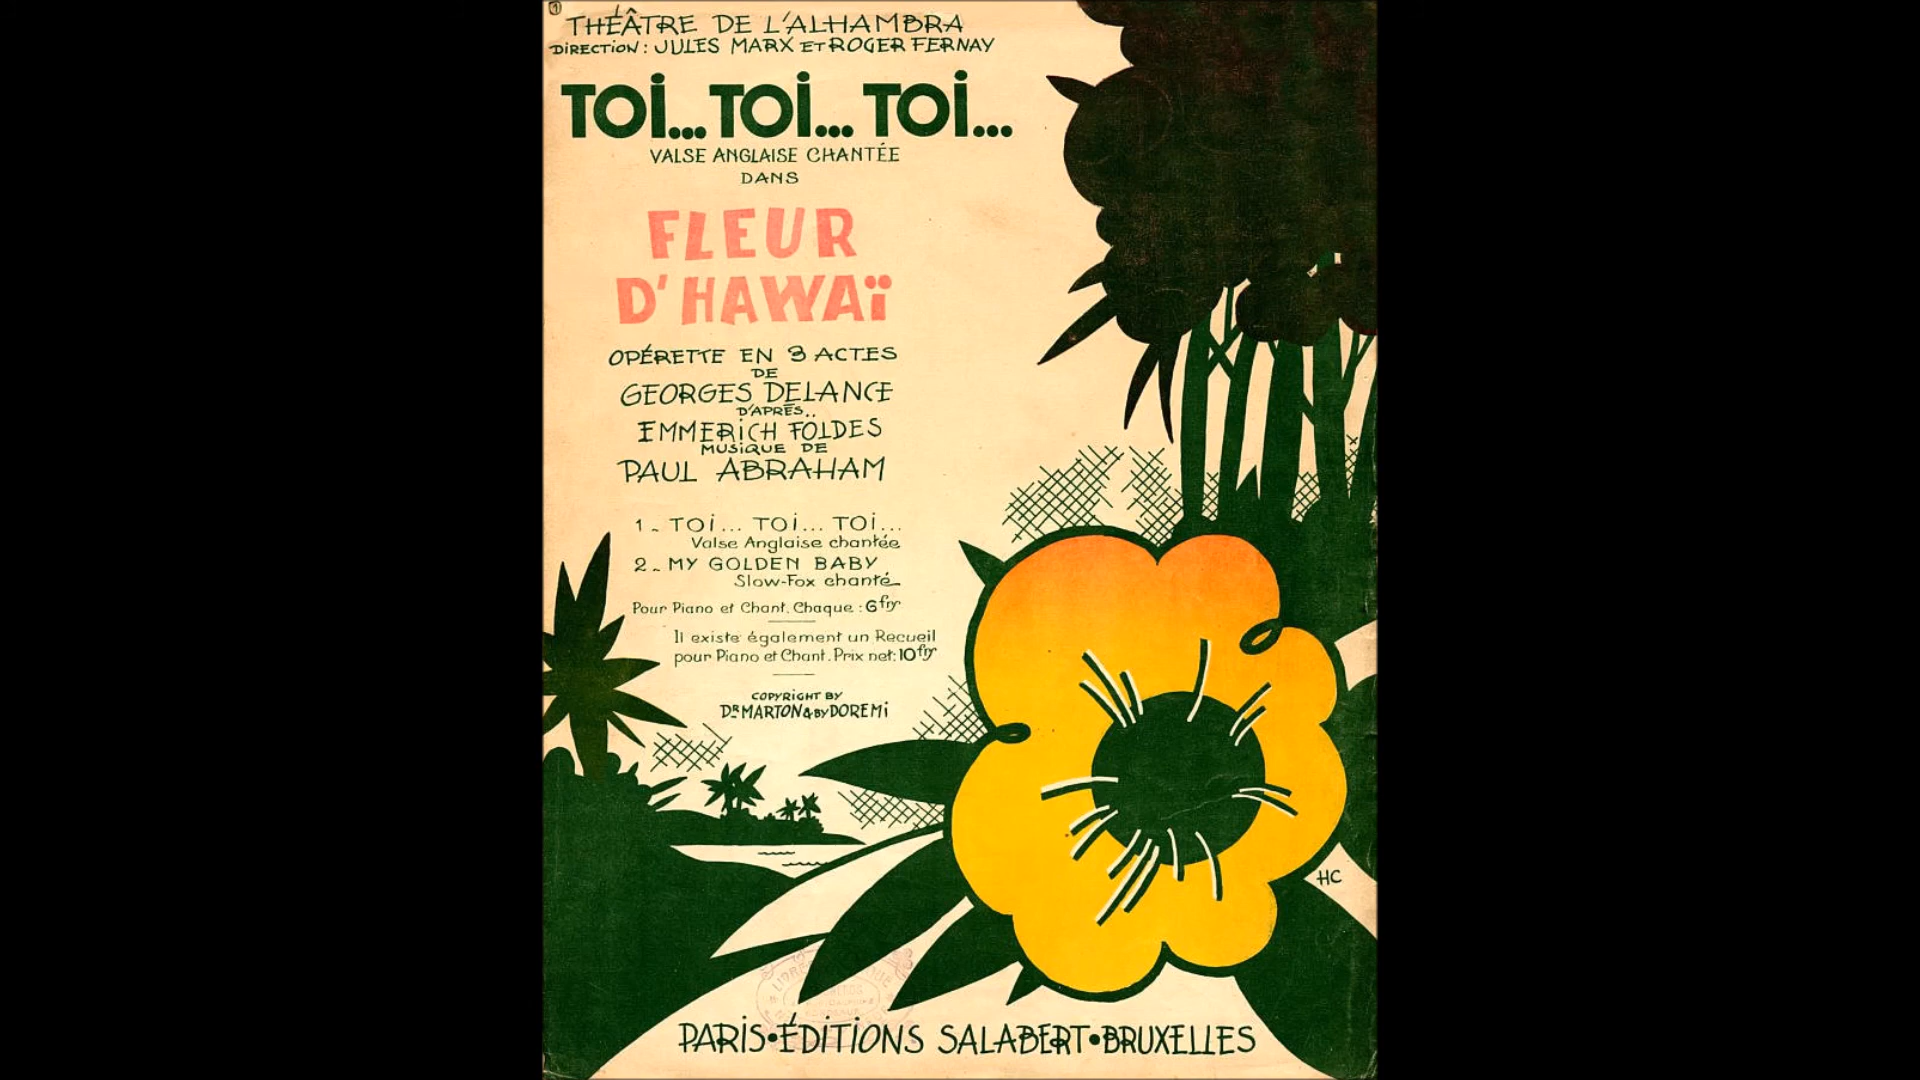 1
THÉÂTRE DE L'ALHAMBRA
DIRECTION : JULES MARX ET ROGER FERNAY
TOI... TOI... TOI...
VALSE ANGLAISE CHANTÉE
DANS
FLEUR
D'HAWAÏ
OPÉRETTE EN 3 ACTES
DE
GEORGES DELANCE
D'APRÈS..
EMMERICH FOLDES
MUSIQUE DE
PAUL ABRAHAM
1 - TOI... TOI... TOI...
Valse Anglaise chantée
2 - MY GOLDEN BABY
Slow-Fox chanté
Pour Piano et Chant. Chaque : 6 frs
Il existe également un Recueil
pour Piano et Chant. Prix net: 10 frs
COPYRIGHT BY
DR MARTON & BY DOREMI
HC
PARIS • ÉDITIONS SALABERT • BRUXELLES